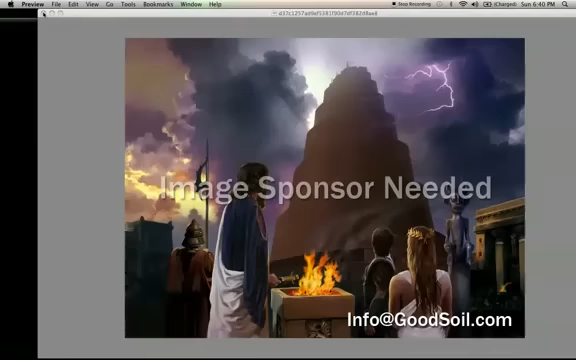 Preview File Edit View Go Tools Bookmarks Window Help
Stop Recording
(Charged) Sun 6:40 PM
Image Sponsor Needed
Info@GoodSoil.com